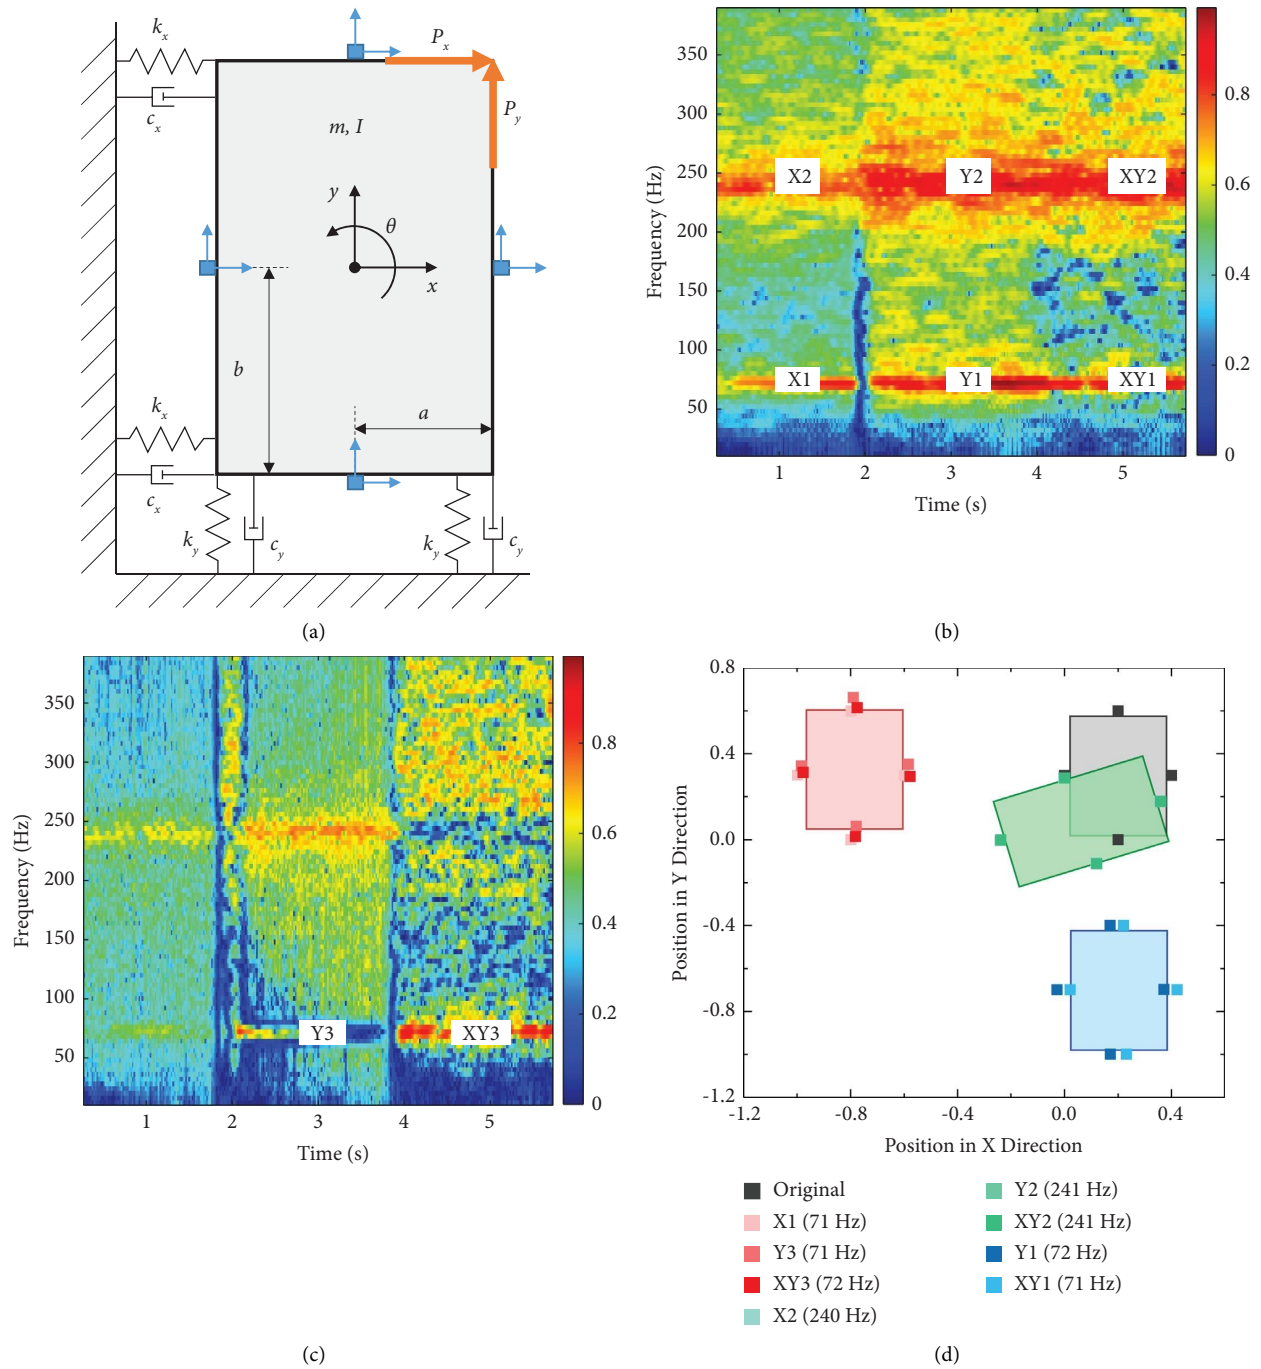 k_x
c_x
P_x
P_y
m, I
y
θ
x
b
a
k_x
c_x
k_y
c_y
k_y
c_y
(a)
Frequency (Hz)
350
300
250
200
150
100
50
X2
Y2
XY2
X1
Y1
XY1
1
2
3
4
5
Time (s)
0.8
0.6
0.4
0.2
0
(b)
Frequency (Hz)
350
300
250
200
150
100
50
Y3
XY3
1
2
3
4
5
Time (s)
0.8
0.6
0.4
0.2
0
(c)
Position in Y Direction
0.8
0.4
0.0
-0.4
-0.8
-1.2
-1.2
-0.8
-0.4
0.0
0.4
Position in X Direction
Original
X1 (71 Hz)
Y3 (71 Hz)
XY3 (72 Hz)
X2 (240 Hz)
Y2 (241 Hz)
XY2 (241 Hz)
Y1 (72 Hz)
XY1 (71 Hz)
(d)